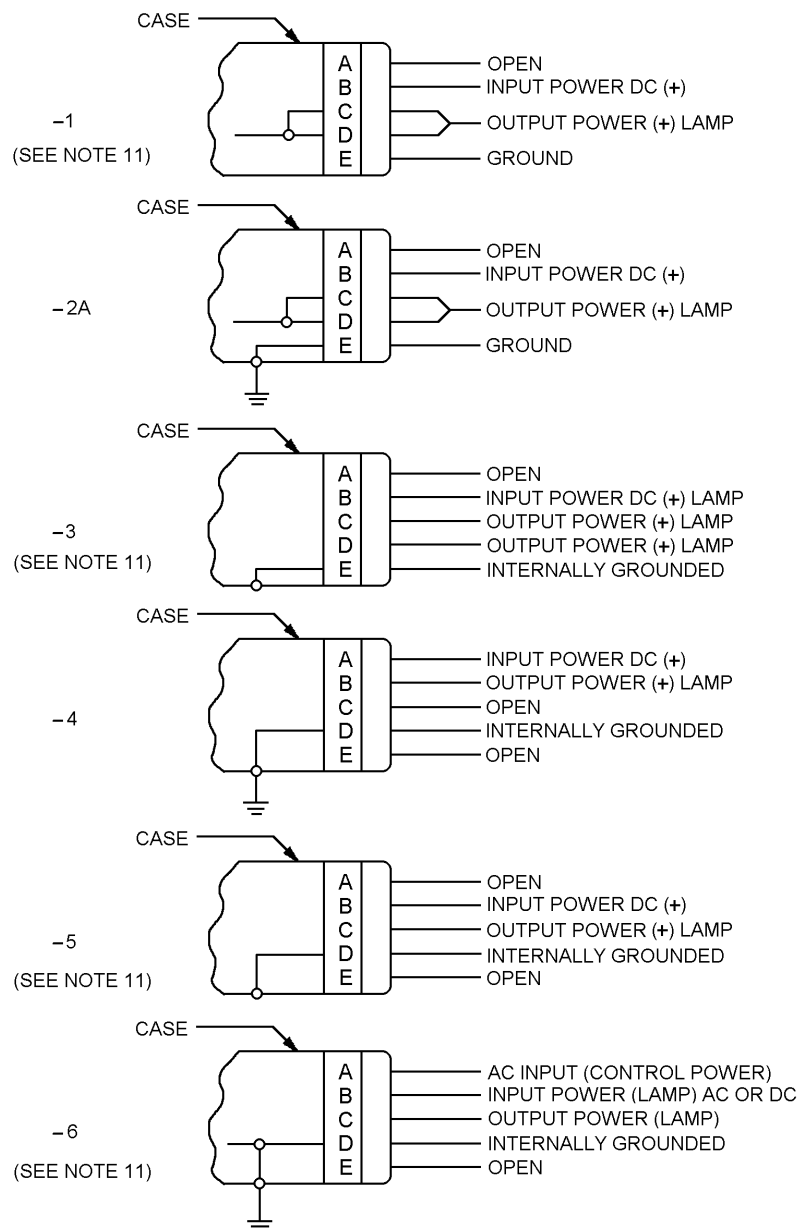 CASE
–1
(SEE NOTE 11)
A OPEN
B INPUT POWER DC (+)
C
D
OUTPUT POWER (+) LAMP
E GROUND
CASE
–2A
A OPEN
B INPUT POWER DC (+)
C
D
OUTPUT POWER (+) LAMP
E GROUND
CASE
–3
(SEE NOTE 11)
A OPEN
B INPUT POWER DC (+) LAMP
C OUTPUT POWER (+) LAMP
D OUTPUT POWER (+) LAMP
E INTERNALLY GROUNDED
CASE
–4
A INPUT POWER DC (+)
B OUTPUT POWER (+) LAMP
C OPEN
D INTERNALLY GROUNDED
E OPEN
CASE
–5
(SEE NOTE 11)
A OPEN
B INPUT POWER DC (+)
C OUTPUT POWER (+) LAMP
D INTERNALLY GROUNDED
E OPEN
CASE
–6
(SEE NOTE 11)
A AC INPUT (CONTROL POWER)
B INPUT POWER (LAMP) AC OR DC
C OUTPUT POWER (LAMP)
D INTERNALLY GROUNDED
E OPEN